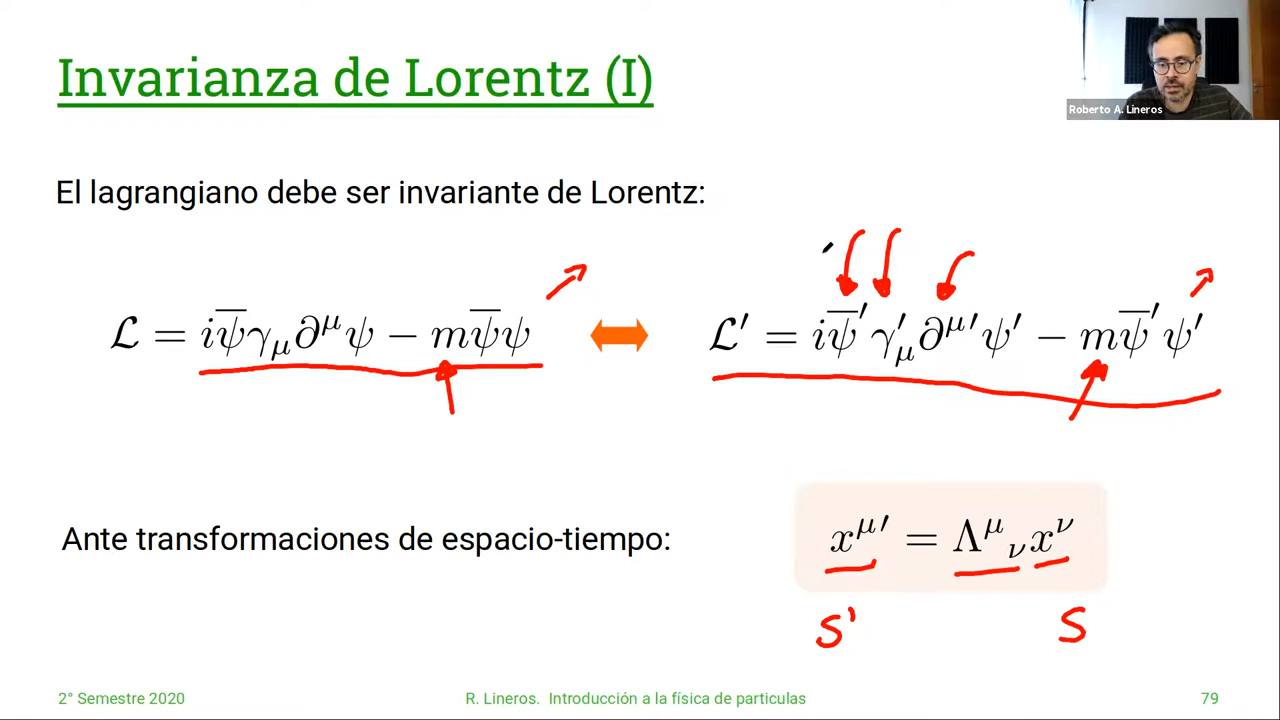 Invarianza de Lorentz (I)
Roberto A. Lineros
El lagrangiano debe ser invariante de Lorentz:
ℒ = iψ̅γ_μ∂^μψ − mψ̅ψ ⟺ ℒ′ = iψ̅′γ′_μ∂^μ′ψ′ − mψ̅′ψ′
Ante transformaciones de espacio-tiempo: x^μ′ = Λ^μ_ν x^ν
S' S
2° Semestre 2020 R. Lineros. Introducción a la física de particulas 79